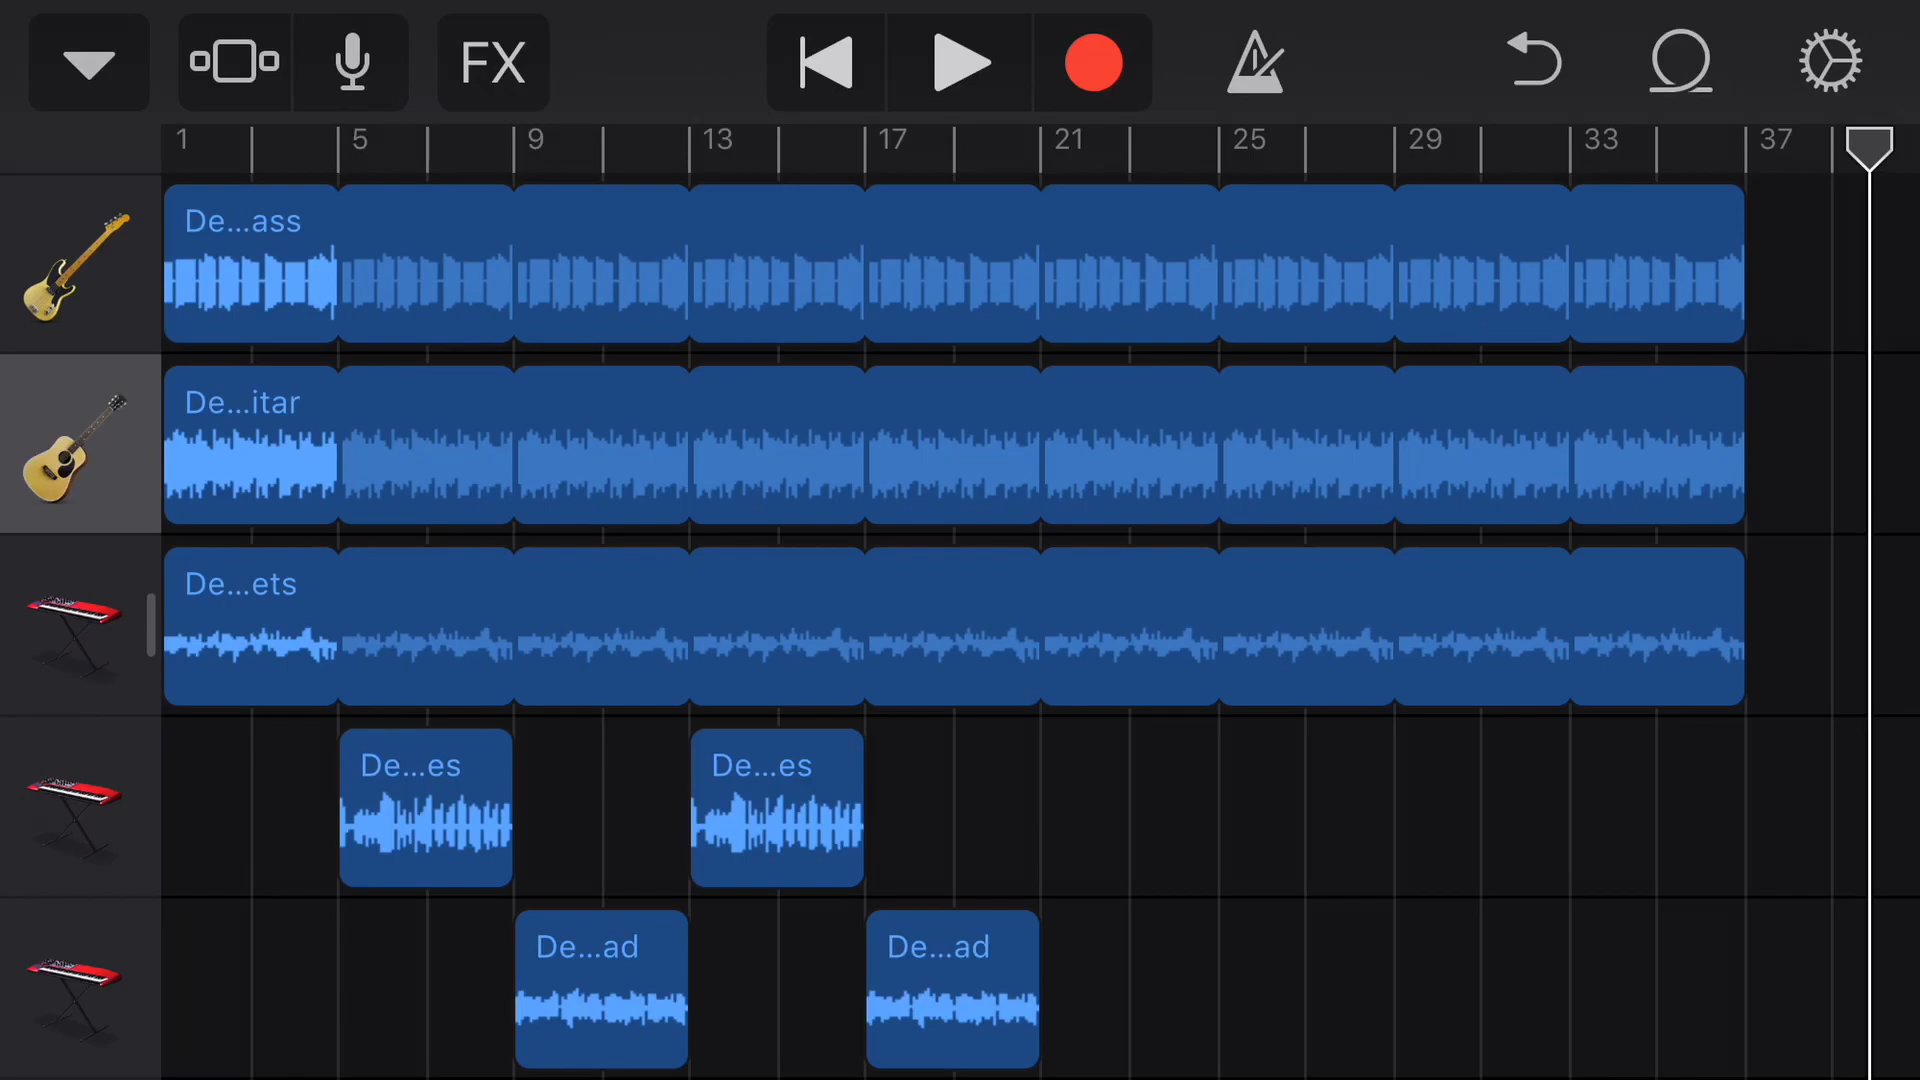 FX
1 5 9 13 17 21 25 29 33 37
De...ass
De...itar
De...ets
De...es De...es
De...ad De...ad